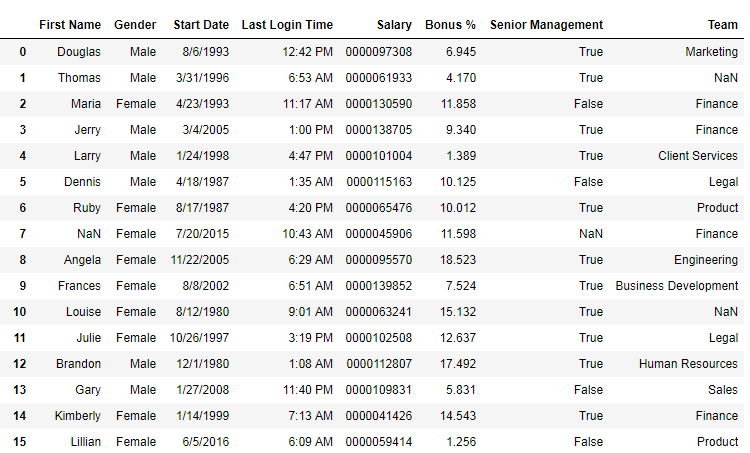 First Name Gender Start Date Last Login Time Salary Bonus % Senior Management Team
0 Douglas Male 8/6/1993 12:42 PM 0000097308 6.945 True Marketing
1 Thomas Male 3/31/1996 6:53 AM 0000061933 4.170 True NaN
2 Maria Female 4/23/1993 11:17 AM 0000130590 11.858 False Finance
3 Jerry Male 3/4/2005 1:00 PM 0000138705 9.340 True Finance
4 Larry Male 1/24/1998 4:47 PM 0000101004 1.389 True Client Services
5 Dennis Male 4/18/1987 1:35 AM 0000115163 10.125 False Legal
6 Ruby Female 8/17/1987 4:20 PM 0000065476 10.012 True Product
7 NaN Female 7/20/2015 10:43 AM 0000045906 11.598 NaN Finance
8 Angela Female 11/22/2005 6:29 AM 0000095570 18.523 True Engineering
9 Frances Female 8/8/2002 6:51 AM 0000139852 7.524 True Business Development
10 Louise Female 8/12/1980 9:01 AM 0000063241 15.132 True NaN
11 Julie Female 10/26/1997 3:19 PM 0000102508 12.637 True Legal
12 Brandon Male 12/1/1980 1:08 AM 0000112807 17.492 True Human Resources
13 Gary Male 1/27/2008 11:40 PM 0000109831 5.831 False Sales
14 Kimberly Female 1/14/1999 7:13 AM 0000041426 14.543 True Finance
15 Lillian Female 6/5/2016 6:09 AM 0000059414 1.256 False Product